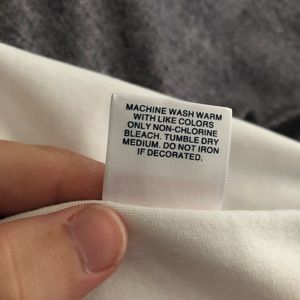 MACHINE WASH WARM
WITH LIKE COLORS
ONLY NON-CHLORINE
BLEACH. TUMBLE DRY
MEDIUM. DO NOT IRON
IF DECORATED.